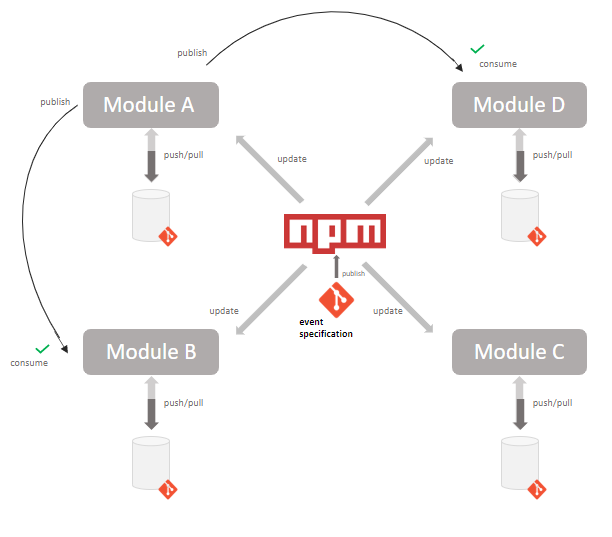 publish
consume
publish
Module A
Module D
push/pull
update
update
push/pull
npm
publish
event
specification
update
update
consume
Module B
Module C
push/pull
push/pull